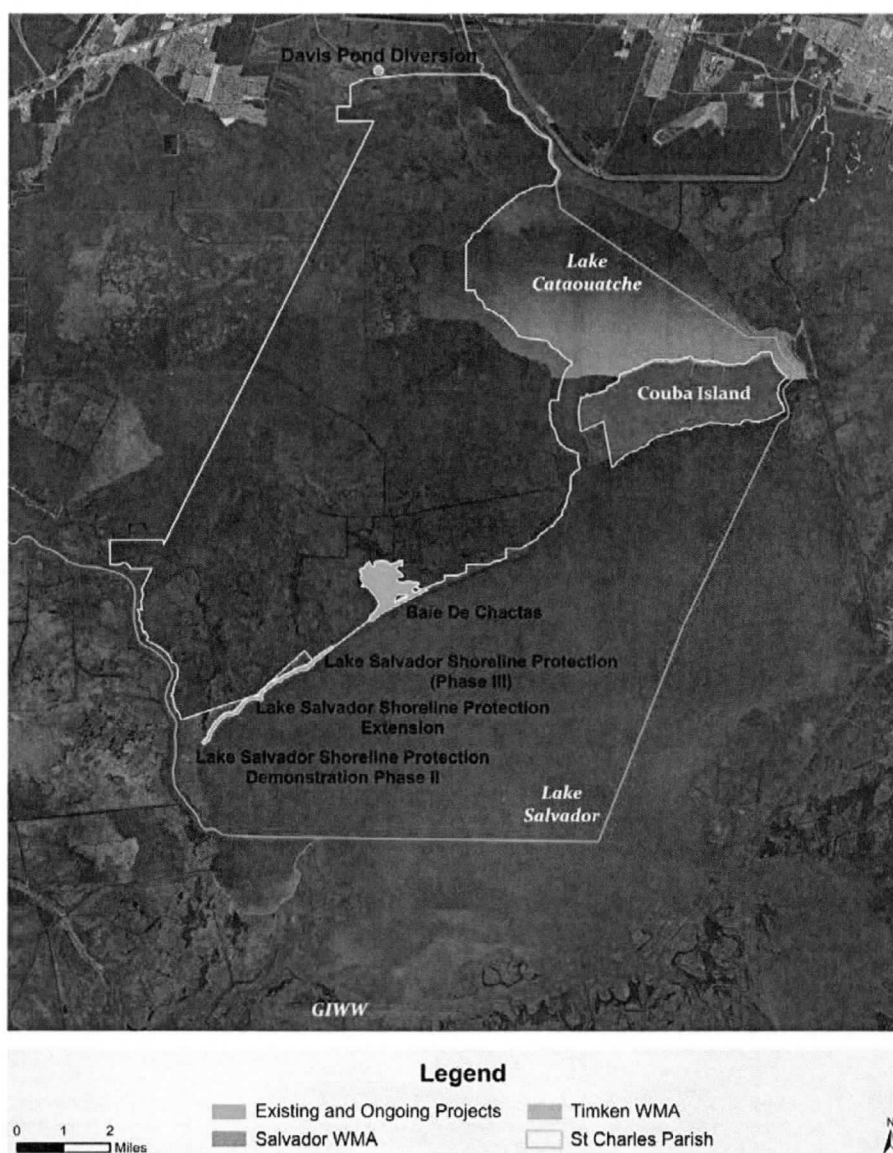 Davis Pond Diversion
Lake
Cataouatche
Couba Island
Baie De Chactas
Lake Salvador Shoreline Protection
(Phase III)
Lake Salvador Shoreline Protection
Extension
Lake Salvador Shoreline Protection
Demonstration Phase II
Lake
Salvador
GIWW
Legend
Existing and Ongoing Projects
Timken WMA
Salvador WMA
St Charles Parish
0 1 2
Miles
N